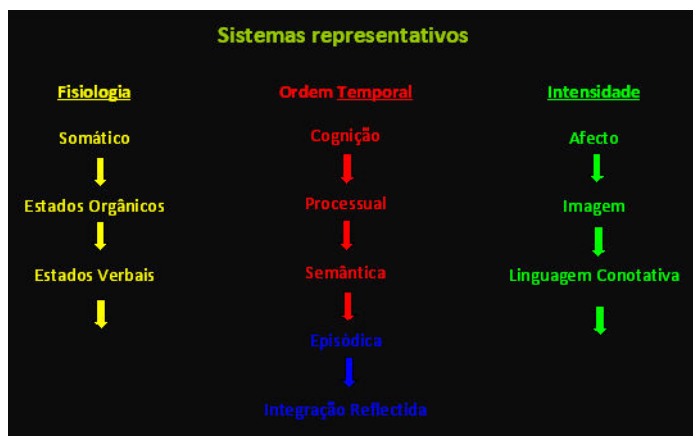 Sistemas representativos
Fisiologia
Ordem Temporal
Intensidade
Somático
Cognição
Afecto
Estados Orgânicos
Processual
Imagem
Estados Verbais
Semântica
Linguagem Conotativa
Episódica
Integração Reflectida